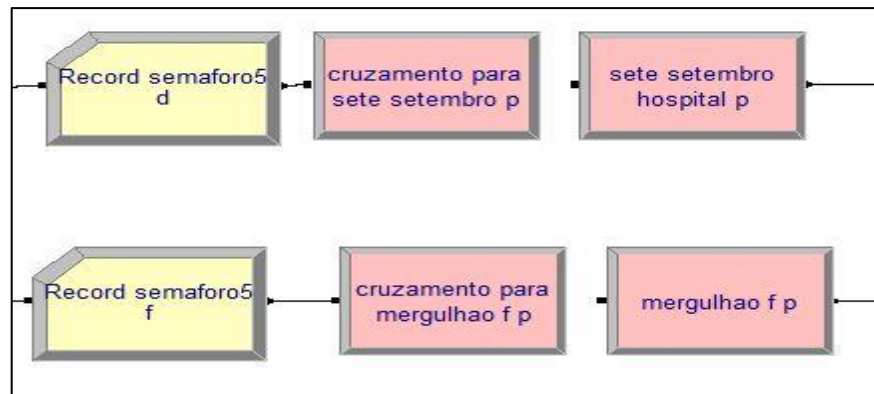 Record semaforo5
d
cruzamento para
sete setembro p
sete setembro
hospital p
Record semaforo5
f
cruzamento para
mergulhao f p
mergulhao f p